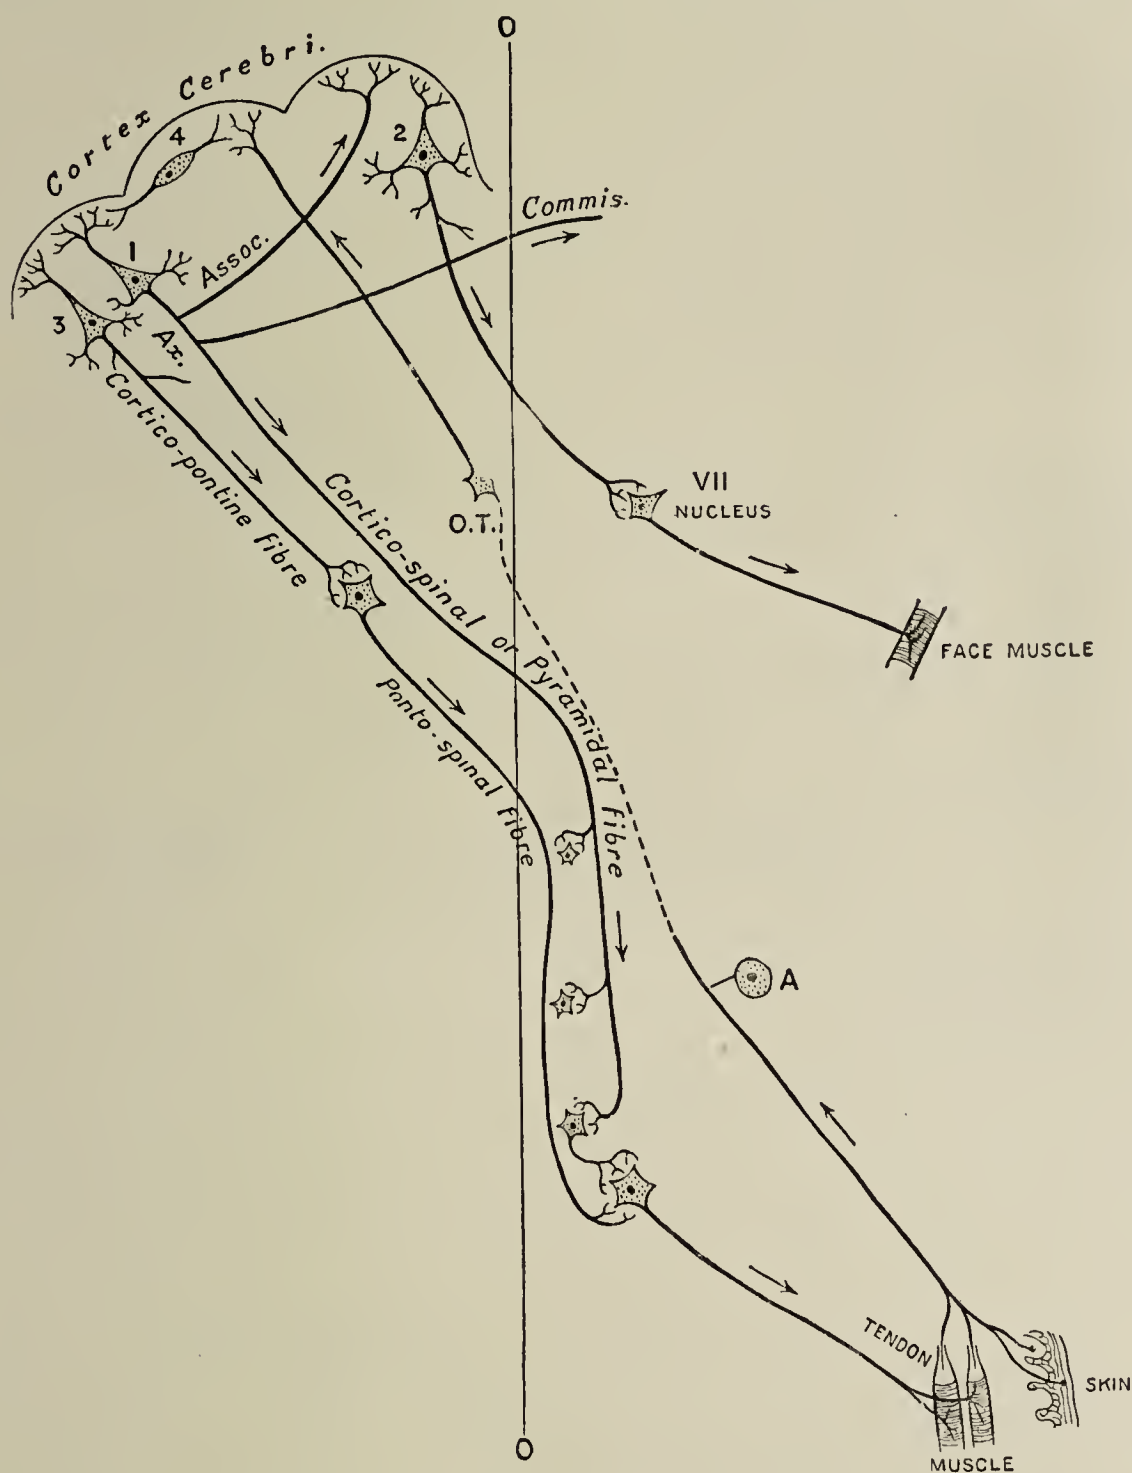 O
Cortex Cerebri.
4
2
Commis.
1
Assoc.
3
Ax.
Cortico-pontine fibre
VII
NUCLEUS
O.T.
Cortico-spinal or Pyramidal fibre
FACE MUSCLE
Ponto-spinal fibre
A
TENDON
SKIN
O
MUSCLE